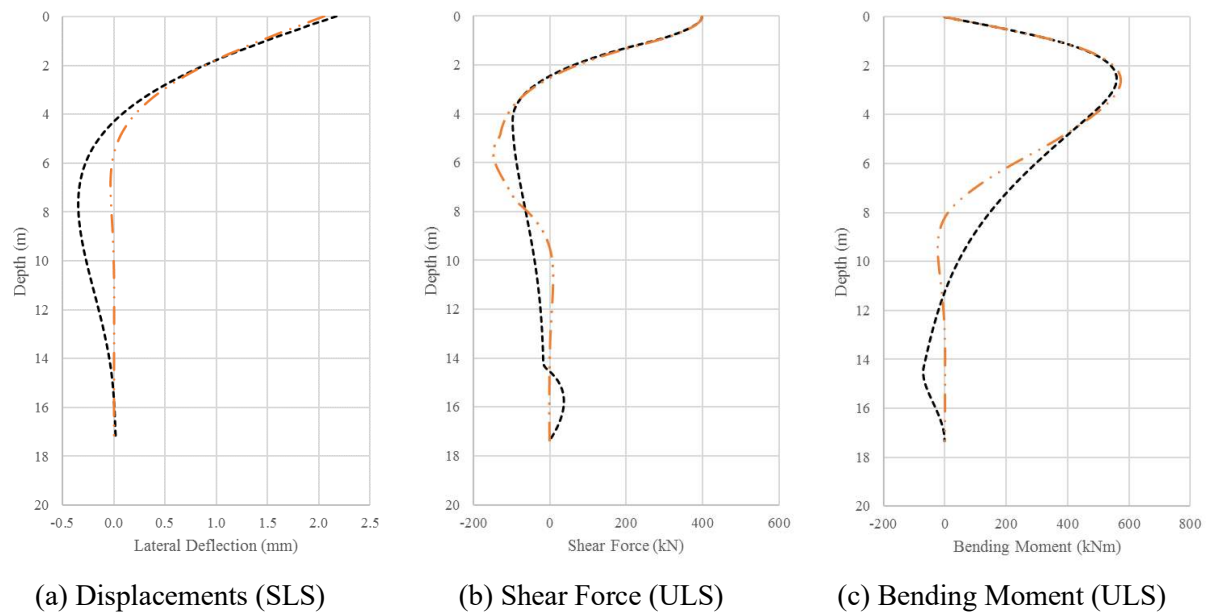 0
2
4
6
8
10
12
14
16
18
20
Depth (m)
-0.5 0.0 0.5 1.0 1.5 2.0 2.5
Lateral Deflection (mm)
(a) Displacements (SLS)
0
2
4
6
8
10
12
14
16
18
20
Depth (m)
-200 0 200 400 600
Shear Force (kN)
(b) Shear Force (ULS)
0
2
4
6
8
10
12
14
16
18
20
Depth (m)
-200 0 200 400 600 800
Bending Moment (kNm)
(c) Bending Moment (ULS)